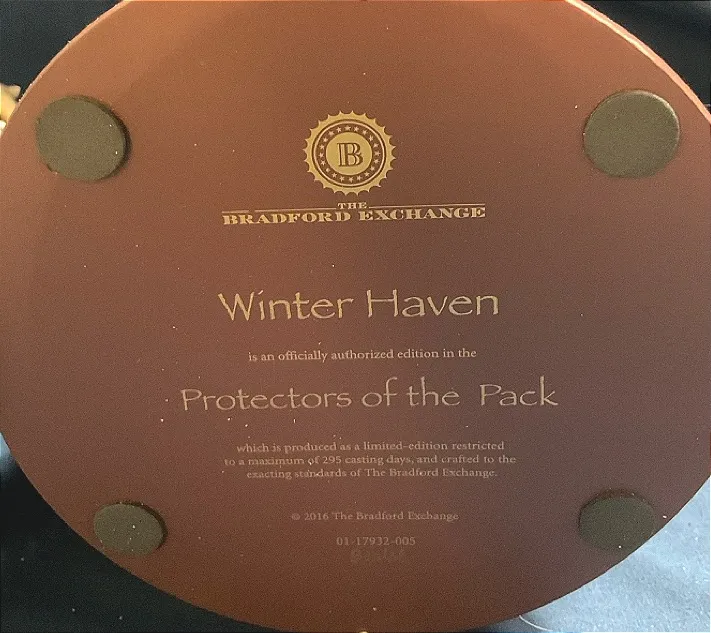 B
THE
BRADFORD EXCHANGE
Winter Haven
is an officially authorized edition in the
Protectors of the Pack
which is produced as a limited-edition restricted
to a maximum of 295 casting days, and crafted to the
exacting standards of The Bradford Exchange.
© 2016 The Bradford Exchange
01-17932-005